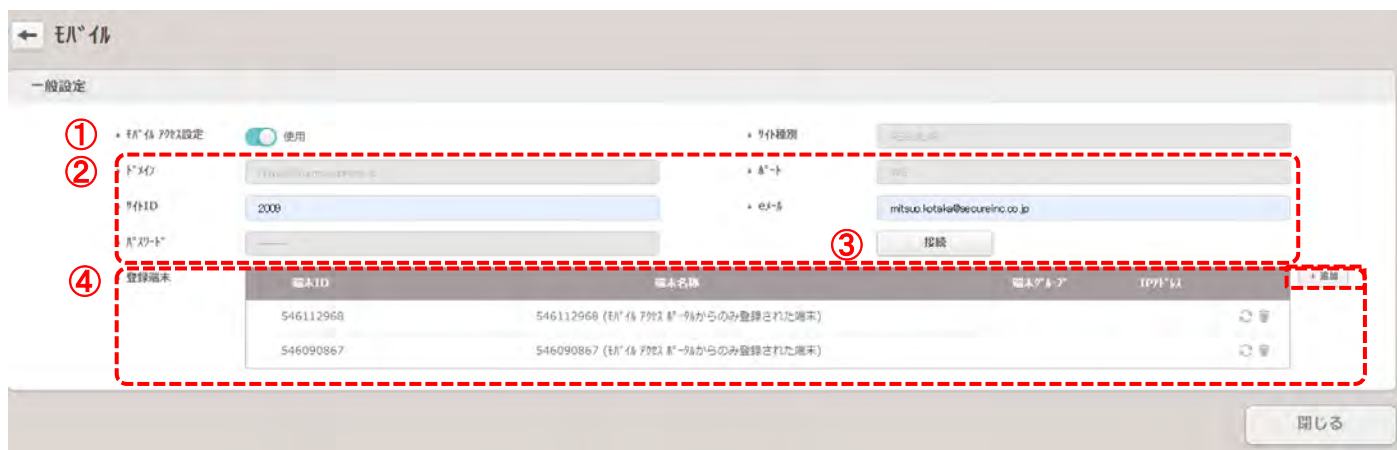 ← ﾓﾊﾞｲﾙ
一般設定
① ﾓﾊﾞｲﾙ ｱｸｾｽ設定 使用 ｻｲﾄ種別
② ﾄﾞﾒｲﾝ ﾎﾟｰﾄ
ｻｲﾄID 2009 eﾒｰﾙ mitsuo.kotaka@secureinc.co.jp
ﾊﾟｽﾜｰﾄﾞ ③ 接続
④ 登録端末 端末ID 端末名称 端末ｸﾞﾙｰﾌﾟ IPｱﾄﾞﾚｽ + 追加
546112968 546112968 (ﾓﾊﾞｲﾙ ｱｸｾｽ ﾎﾟｰﾀﾙからのみ登録された端末)
546090867 546090867 (ﾓﾊﾞｲﾙ ｱｸｾｽ ﾎﾟｰﾀﾙからのみ登録された端末)
閉じる